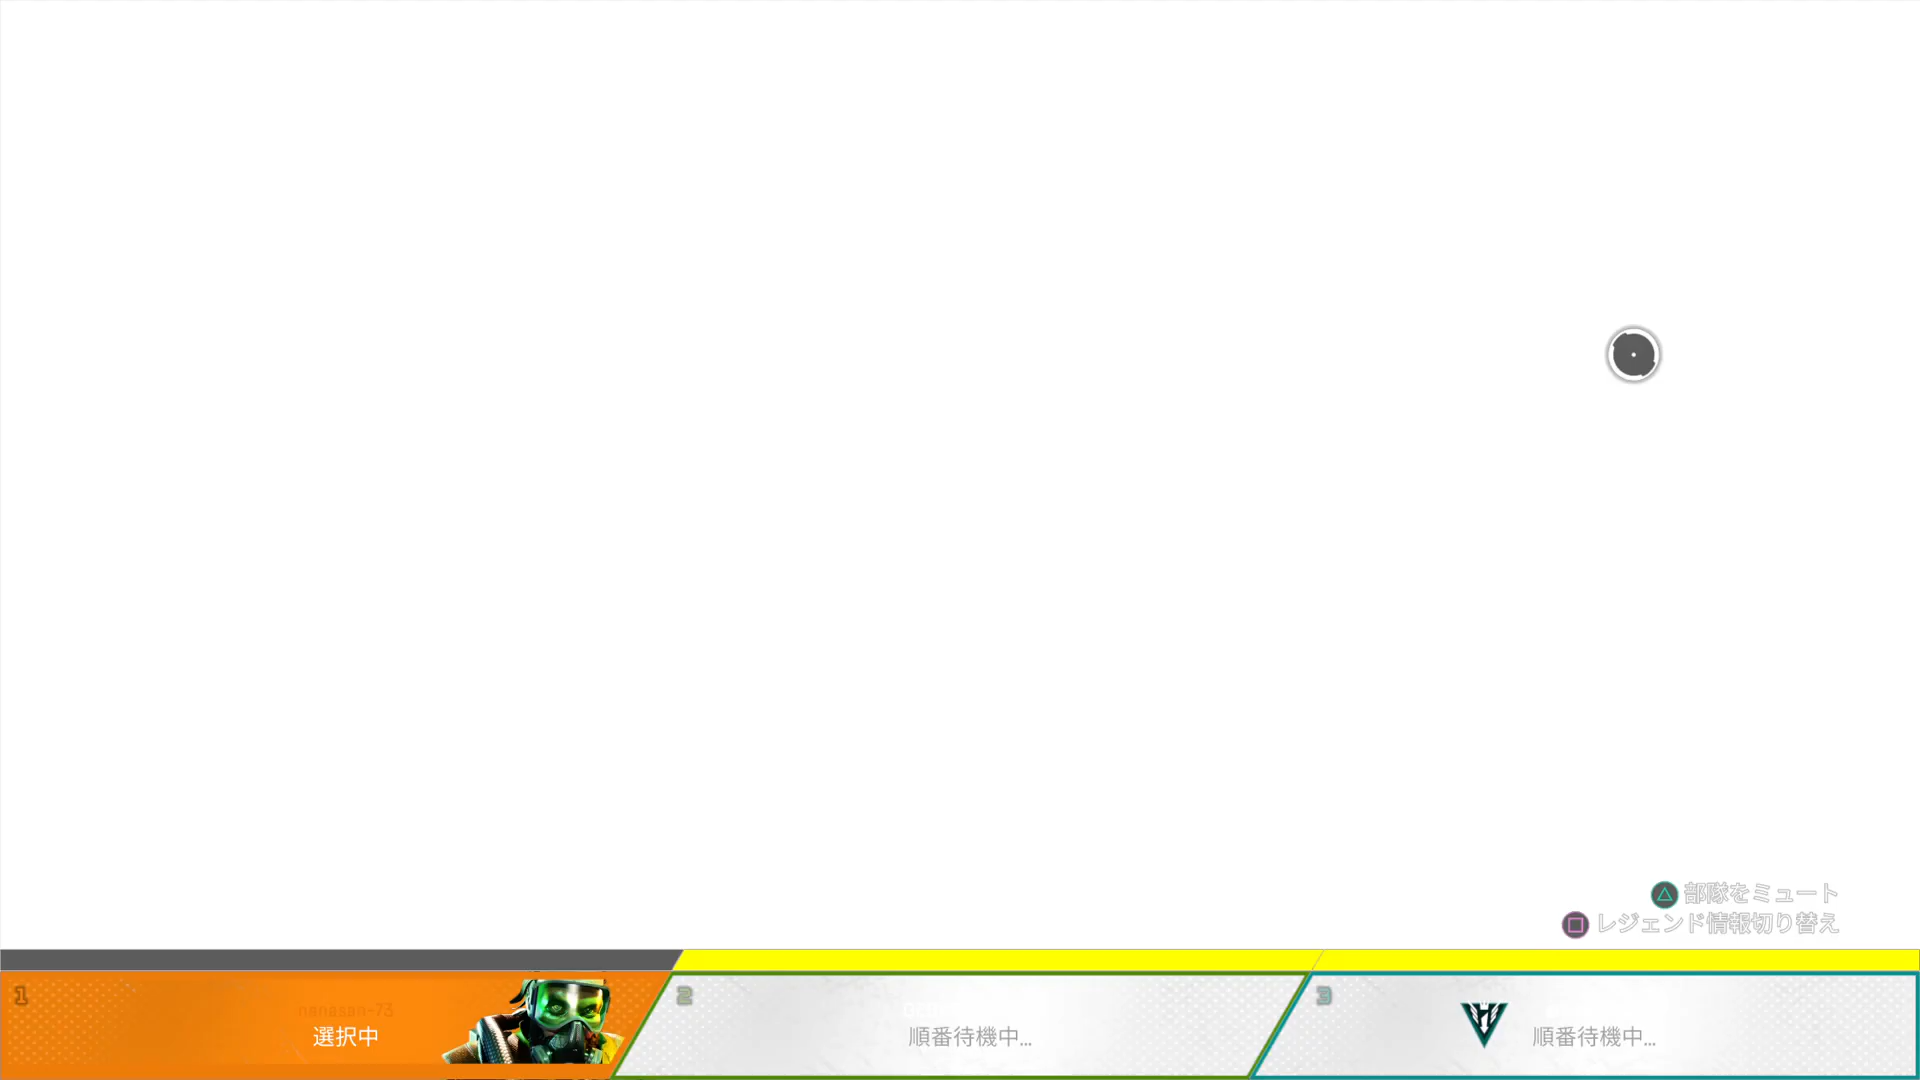 部隊をミュート
レジェンド情報切り替え
1
nanasan-73
選択中
2
順番待機中...
3
順番待機中...